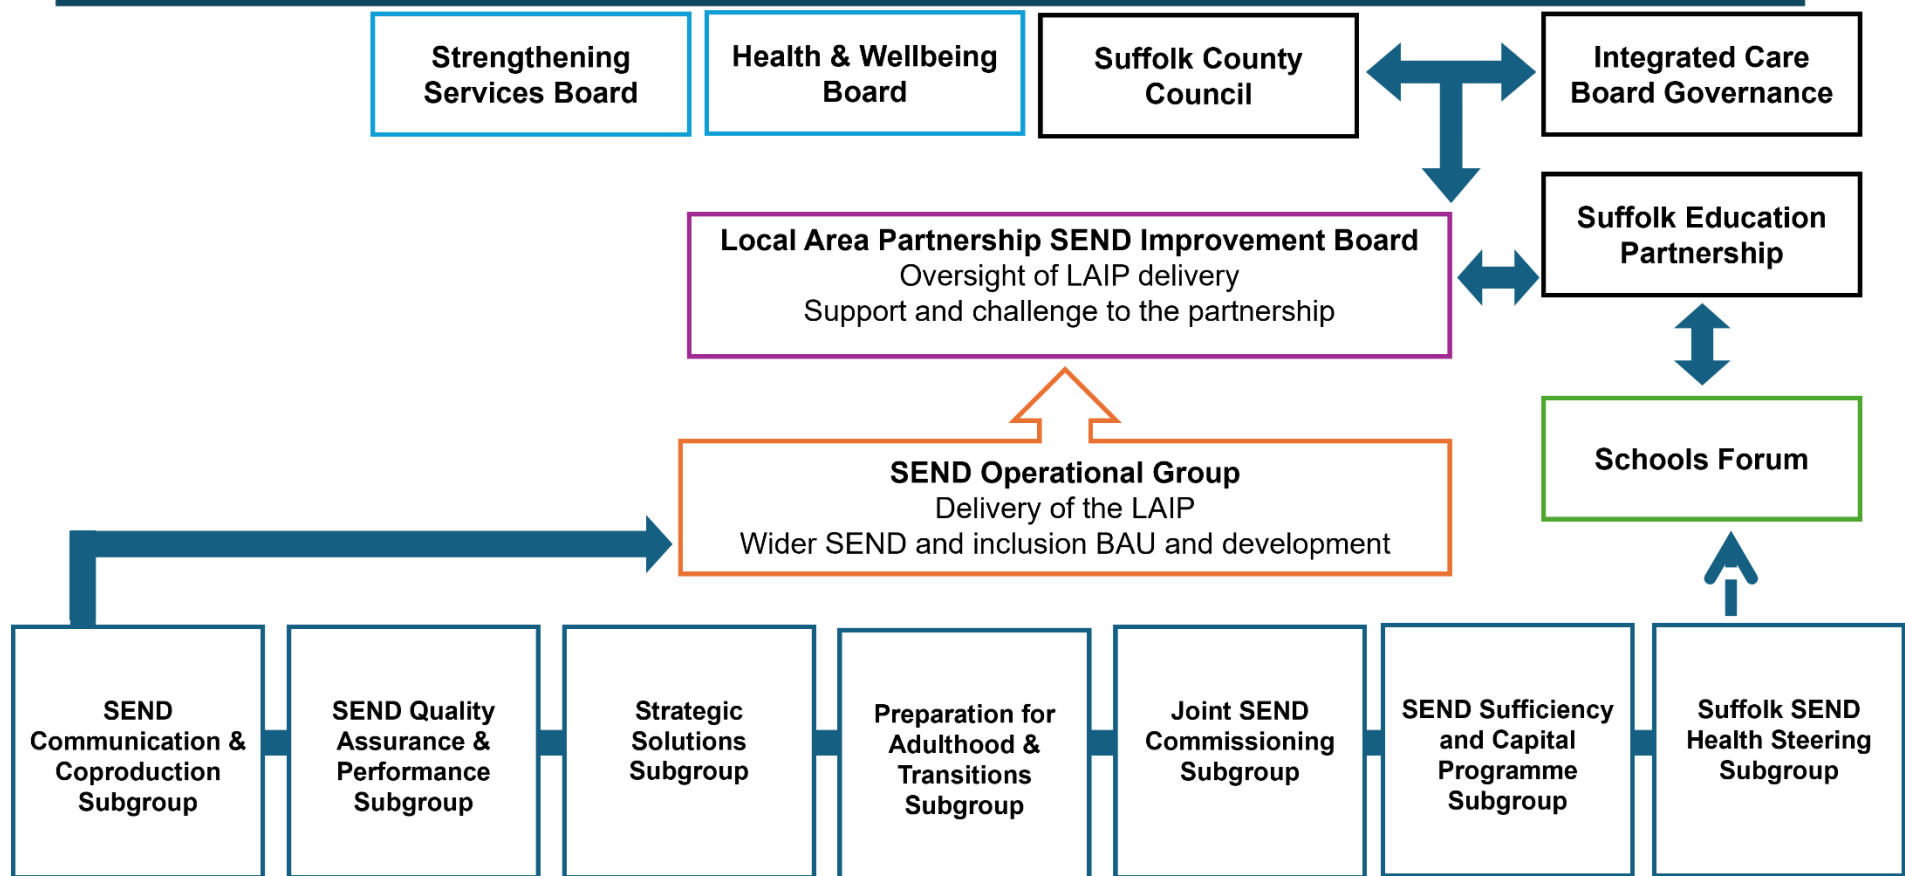 Strengthening
Services Board
Health & Wellbeing
Board
Suffolk County
Council
Integrated Care
Board Governance
Suffolk Education
Partnership
Local Area Partnership SEND Improvement Board
Oversight of LAIP delivery
Support and challenge to the partnership
Schools Forum
SEND Operational Group
Delivery of the LAIP
Wider SEND and inclusion BAU and development
SEND
Communication &
Coproduction
Subgroup
SEND Quality
Assurance &
Performance
Subgroup
Strategic
Solutions
Subgroup
Preparation for
Adulthood &
Transitions
Subgroup
Joint SEND
Commissioning
Subgroup
SEND Sufficiency
and Capital
Programme
Subgroup
Suffolk SEND
Health Steering
Subgroup